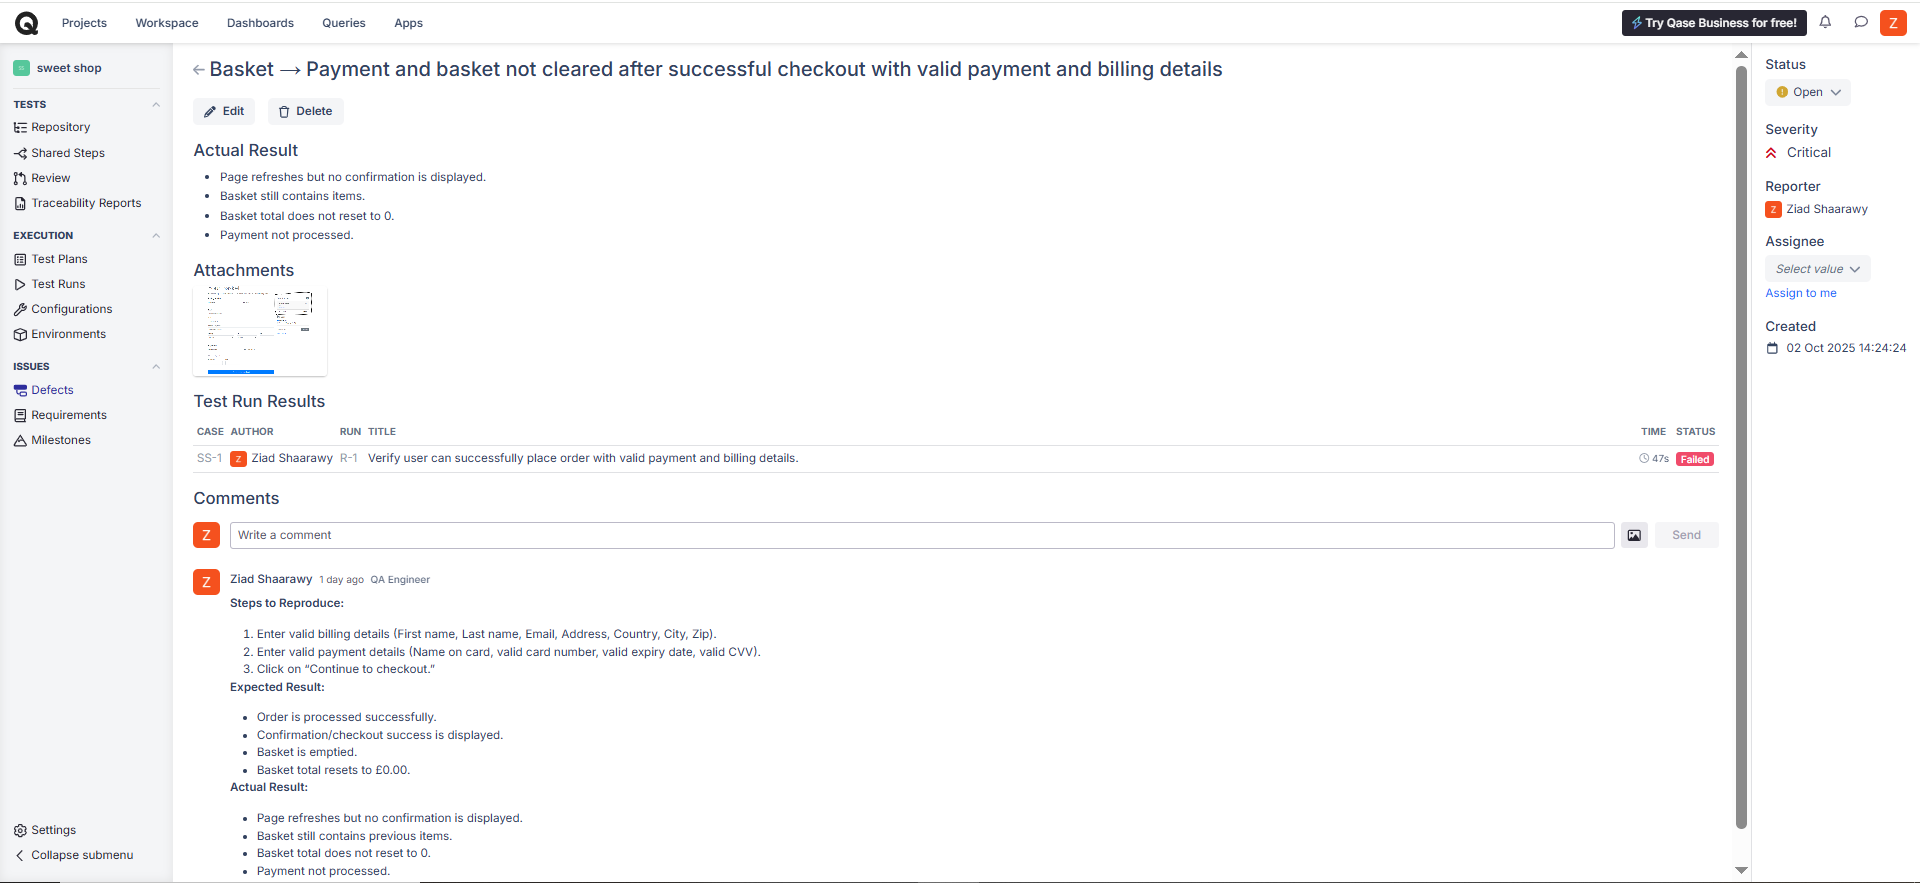 Projects Workspace Dashboards Queries Apps Try Qase Business for free! Z
sweet shop
TESTS
Repository
Shared Steps
Review
Traceability Reports
EXECUTION
Test Plans
Test Runs
Configurations
Environments
ISSUES
Defects
Requirements
Milestones
Settings
Collapse submenu
← Basket → Payment and basket not cleared after successful checkout with valid payment and billing details
Edit Delete
Actual Result
• Page refreshes but no confirmation is displayed.
• Basket still contains items.
• Basket total does not reset to 0.
• Payment not processed.
Attachments
Test Run Results
CASE AUTHOR RUN TITLE TIME STATUS
SS-1 Z Ziad Shaarawy R-1 Verify user can successfully place order with valid payment and billing details. 47s Failed
Comments
Z Write a comment Send
Z Ziad Shaarawy 1 day ago QA Engineer
Steps to Reproduce:
1. Enter valid billing details (First name, Last name, Email, Address, Country, City, Zip).
2. Enter valid payment details (Name on card, valid card number, valid expiry date, valid CVV).
3. Click on “Continue to checkout.”
Expected Result:
• Order is processed successfully.
• Confirmation/checkout success is displayed.
• Basket is emptied.
• Basket total resets to £0.00.
Actual Result:
• Page refreshes but no confirmation is displayed.
• Basket still contains previous items.
• Basket total does not reset to 0.
• Payment not processed.
Status
Open
Severity
Critical
Reporter
Z Ziad Shaarawy
Assignee
Select value
Assign to me
Created
02 Oct 2025 14:24:24